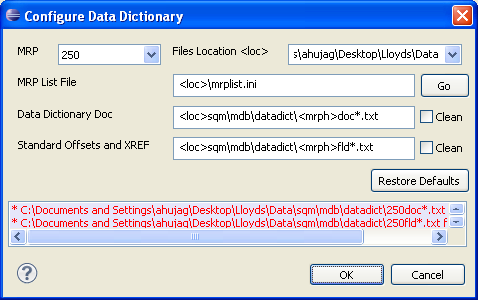 Configure Data Dictionary
MRP 250 Files Location <loc> s\ahujag\Desktop\Lloyds\Data
MRP List File <loc>\mrplist.ini Go
Data Dictionary Doc <loc>sqm\mdb\datadict\<mrph>doc*.txt Clean
Standard Offsets and XREF <loc>sqm\mdb\datadict\<mrph>fld*.txt Clean
Restore Defaults
* C:\Documents and Settings\ahujag\Desktop\Lloyds\Data\sqm\mdb\datadict\250doc*.txt
* C:\Documents and Settings\ahujag\Desktop\Lloyds\Data\sqm\mdb\datadict\250fld*.txt f
? OK Cancel